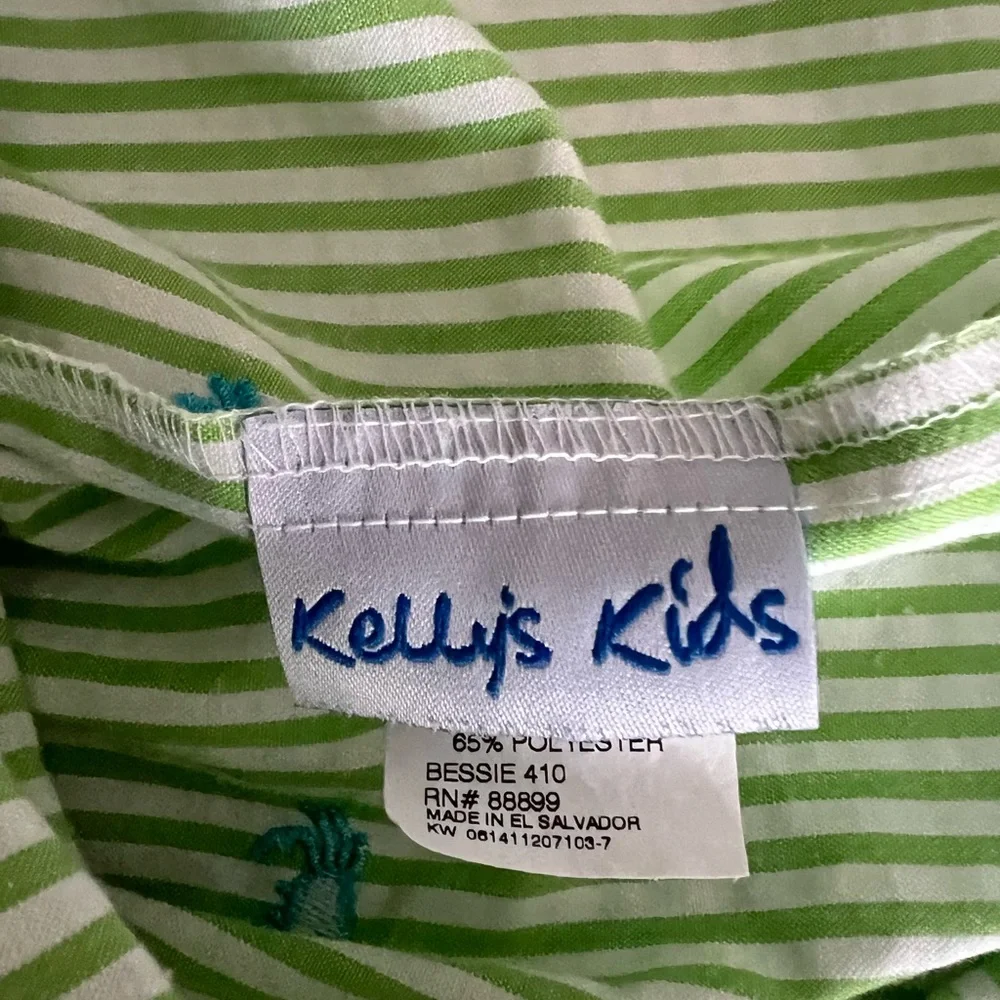 Kelly's Kids
65% POLYESTER
BESSIE 410
RN# 88899
MADE IN EL SALVADOR
KW 061411207103-7